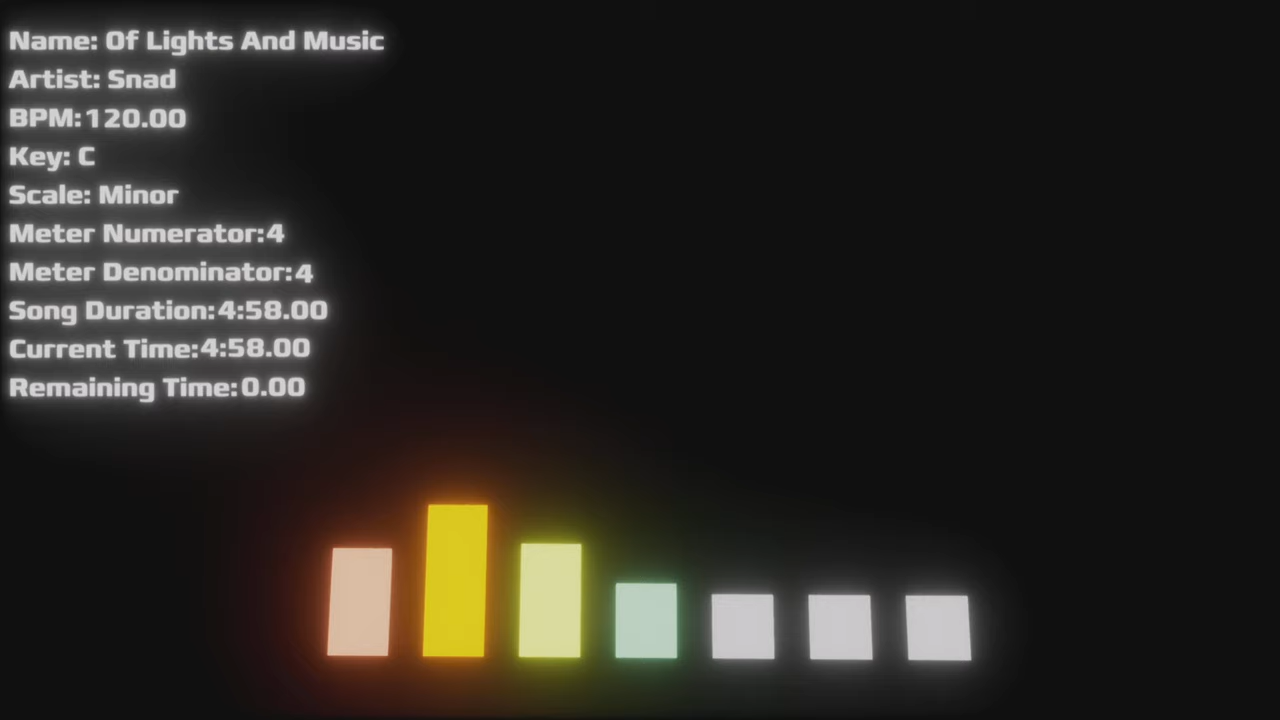 Name: Of Lights And Music
Artist: Snad
BPM:120.00
Key: C
Scale: Minor
Meter Numerator:4
Meter Denominator:4
Song Duration:4:58.00
Current Time:4:58.00
Remaining Time:0.00